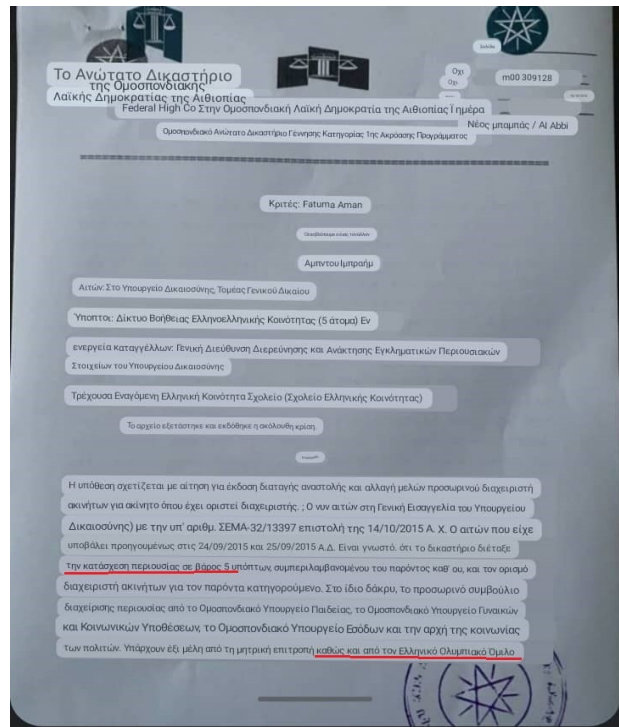 Σελίδα
Το Ανώτατο Δικαστήριο
της Ομοσπονδιακής
Λαϊκής Δημοκρατίας της Αιθιοπίας
Οχι
Οχι
m00 309128
Federal High Co Στην Ομοσπονδιακή Λαϊκή Δημοκρατία της Αιθιοπίας Ϊ ημέρα
Νέος μπαμπάς / Al Abbi
Ομοσπονδιακό Ανώτατο Δικαστήριο Γέννησης Κατηγορίας 1ης Ακρόασης Προγράμματος
Κριτές: Fatuma Aman
Αμπντου Ιμπραήμ
Αιτών: Στο Υπουργείο Δικαιοσύνης, Τομέας Γενικού Δικαίου
Ύποπτοι: Δίκτυο Βοήθειας Ελληνοελληνικής Κοινότητας (5 άτομα) Εν
ενεργεία καταγγέλλων: Γενική Διεύθυνση Διερεύνησης και Ανάκτησης Εγκληματικών Περιουσιακών
Στοιχείων του Υπουργείου Δικαιοσύνης
Τρέχουσα Εναγόμενη Ελληνική Κοινότητα Σχολείο (Σχολείο Ελληνικής Κοινότητας)
Το αρχείο εξετάστηκε και εκδόθηκε η ακόλουθη κρίση.
Η υπόθεση σχετίζεται με αίτηση για έκδοση διαταγής αναστολής και αλλαγή μελών προσωρινού διαχειριστή
ακινήτων για ακίνητο όπου έχει οριστεί διαχειριστής. ; Ο νυν αιτών στη Γενική Εισαγγελία του Υπουργείου
Δικαιοσύνης) με την υπ' αριθμ. ΣΕΜΑ-32/13397 επιστολή της 14/10/2015 Α. Χ. Ο αιτών που είχε
υποβάλει προηγουμένως στις 24/09/2015 και 25/09/2015 Α.Δ. Είναι γνωστό. ότι το δικαστήριο διέταξε
την κατάσχεση περιουσίας σε βάρος 5 υπόπτων, συμπεριλαμβανομένου του παρόντος καθ' ου, και τον ορισμό
διαχειριστή ακινήτων για τον παρόντα κατηγορούμενο. Στο ίδιο δάκρυ, το προσωρινό συμβούλιο
διαχείρισης περιουσίας από το Ομοσπονδιακό Υπουργείο Παιδείας, το Ομοσπονδιακό Υπουργείο Γυναικών
και Κοινωνικών Υποθέσεων, το Ομοσπονδιακό Υπουργείο Εσόδων και την αρχή της κοινωνίας
των πολιτών. Υπάρχουν έξι μέλη από τη μητρική επιτροπή καθώς και από τον Ελληνικό Ολυμπιακό Όμιλο